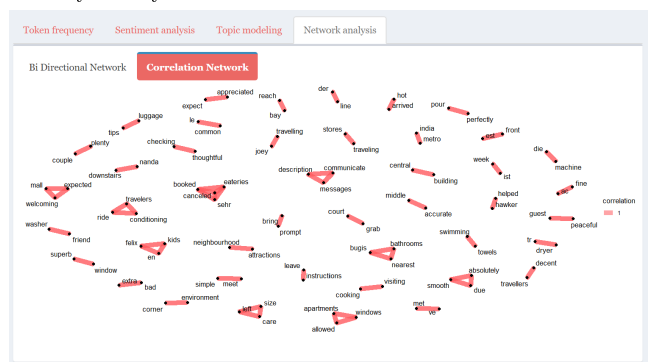 Token frequency Sentiment analysis Topic modeling Network analysis
Bi Directional Network Correlation Network
appreciated
expect
reach
bay
der
line
hot
arrived
pour
perfectly
luggage
tips
le
common
travelling
joey
stores
traveling
india
metro
est
front
plenty
couple
checking
thoughtful
nanda
downstairs
description
communicate
messages
central
building
week
ist
die
machine
mall
expected
welcoming
booked
eateries
canceled
sehr
travelers
ride
conditioning
middle
accurate
helped
hawker
fine
ac
correlation
1
washer
friend
bring
prompt
court
grab
guest
peaceful
felix
kids
en
neighbourhood
attractions
bugis
bathrooms
nearest
swimming
towels
tr
dryer
superb
window
leave
instructions
absolutely
smooth
due
decent
travellers
extra
bad
simple
meet
visiting
cooking
environment
corner
size
left
care
apartments
windows
allowed
met
ve